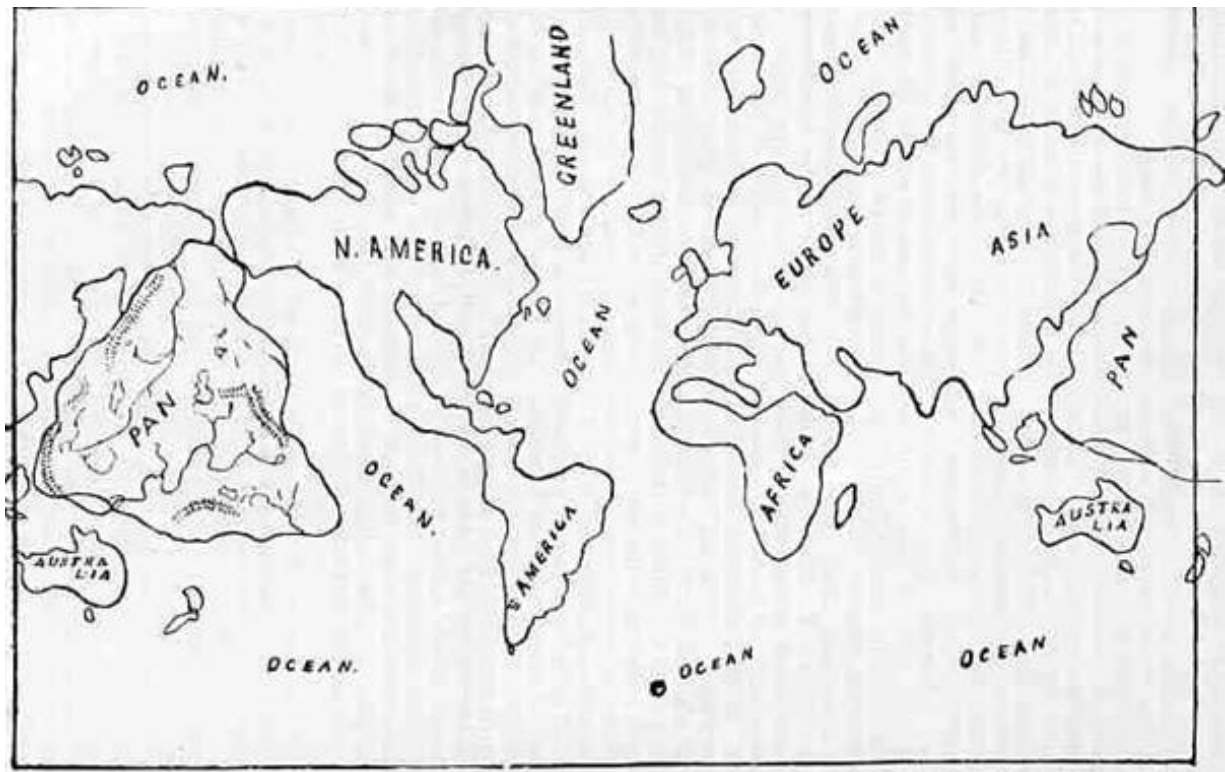 OCEAN.
GREENLAND
OCEAN
N. AMERICA.
EUROPE
ASIA
OCEAN
PAN
PAN
OCEAN.
AFRICA
AUSTRA
LIA
AUSTRA
LIA
S AMERICA
OCEAN.
OCEAN
OCEAN